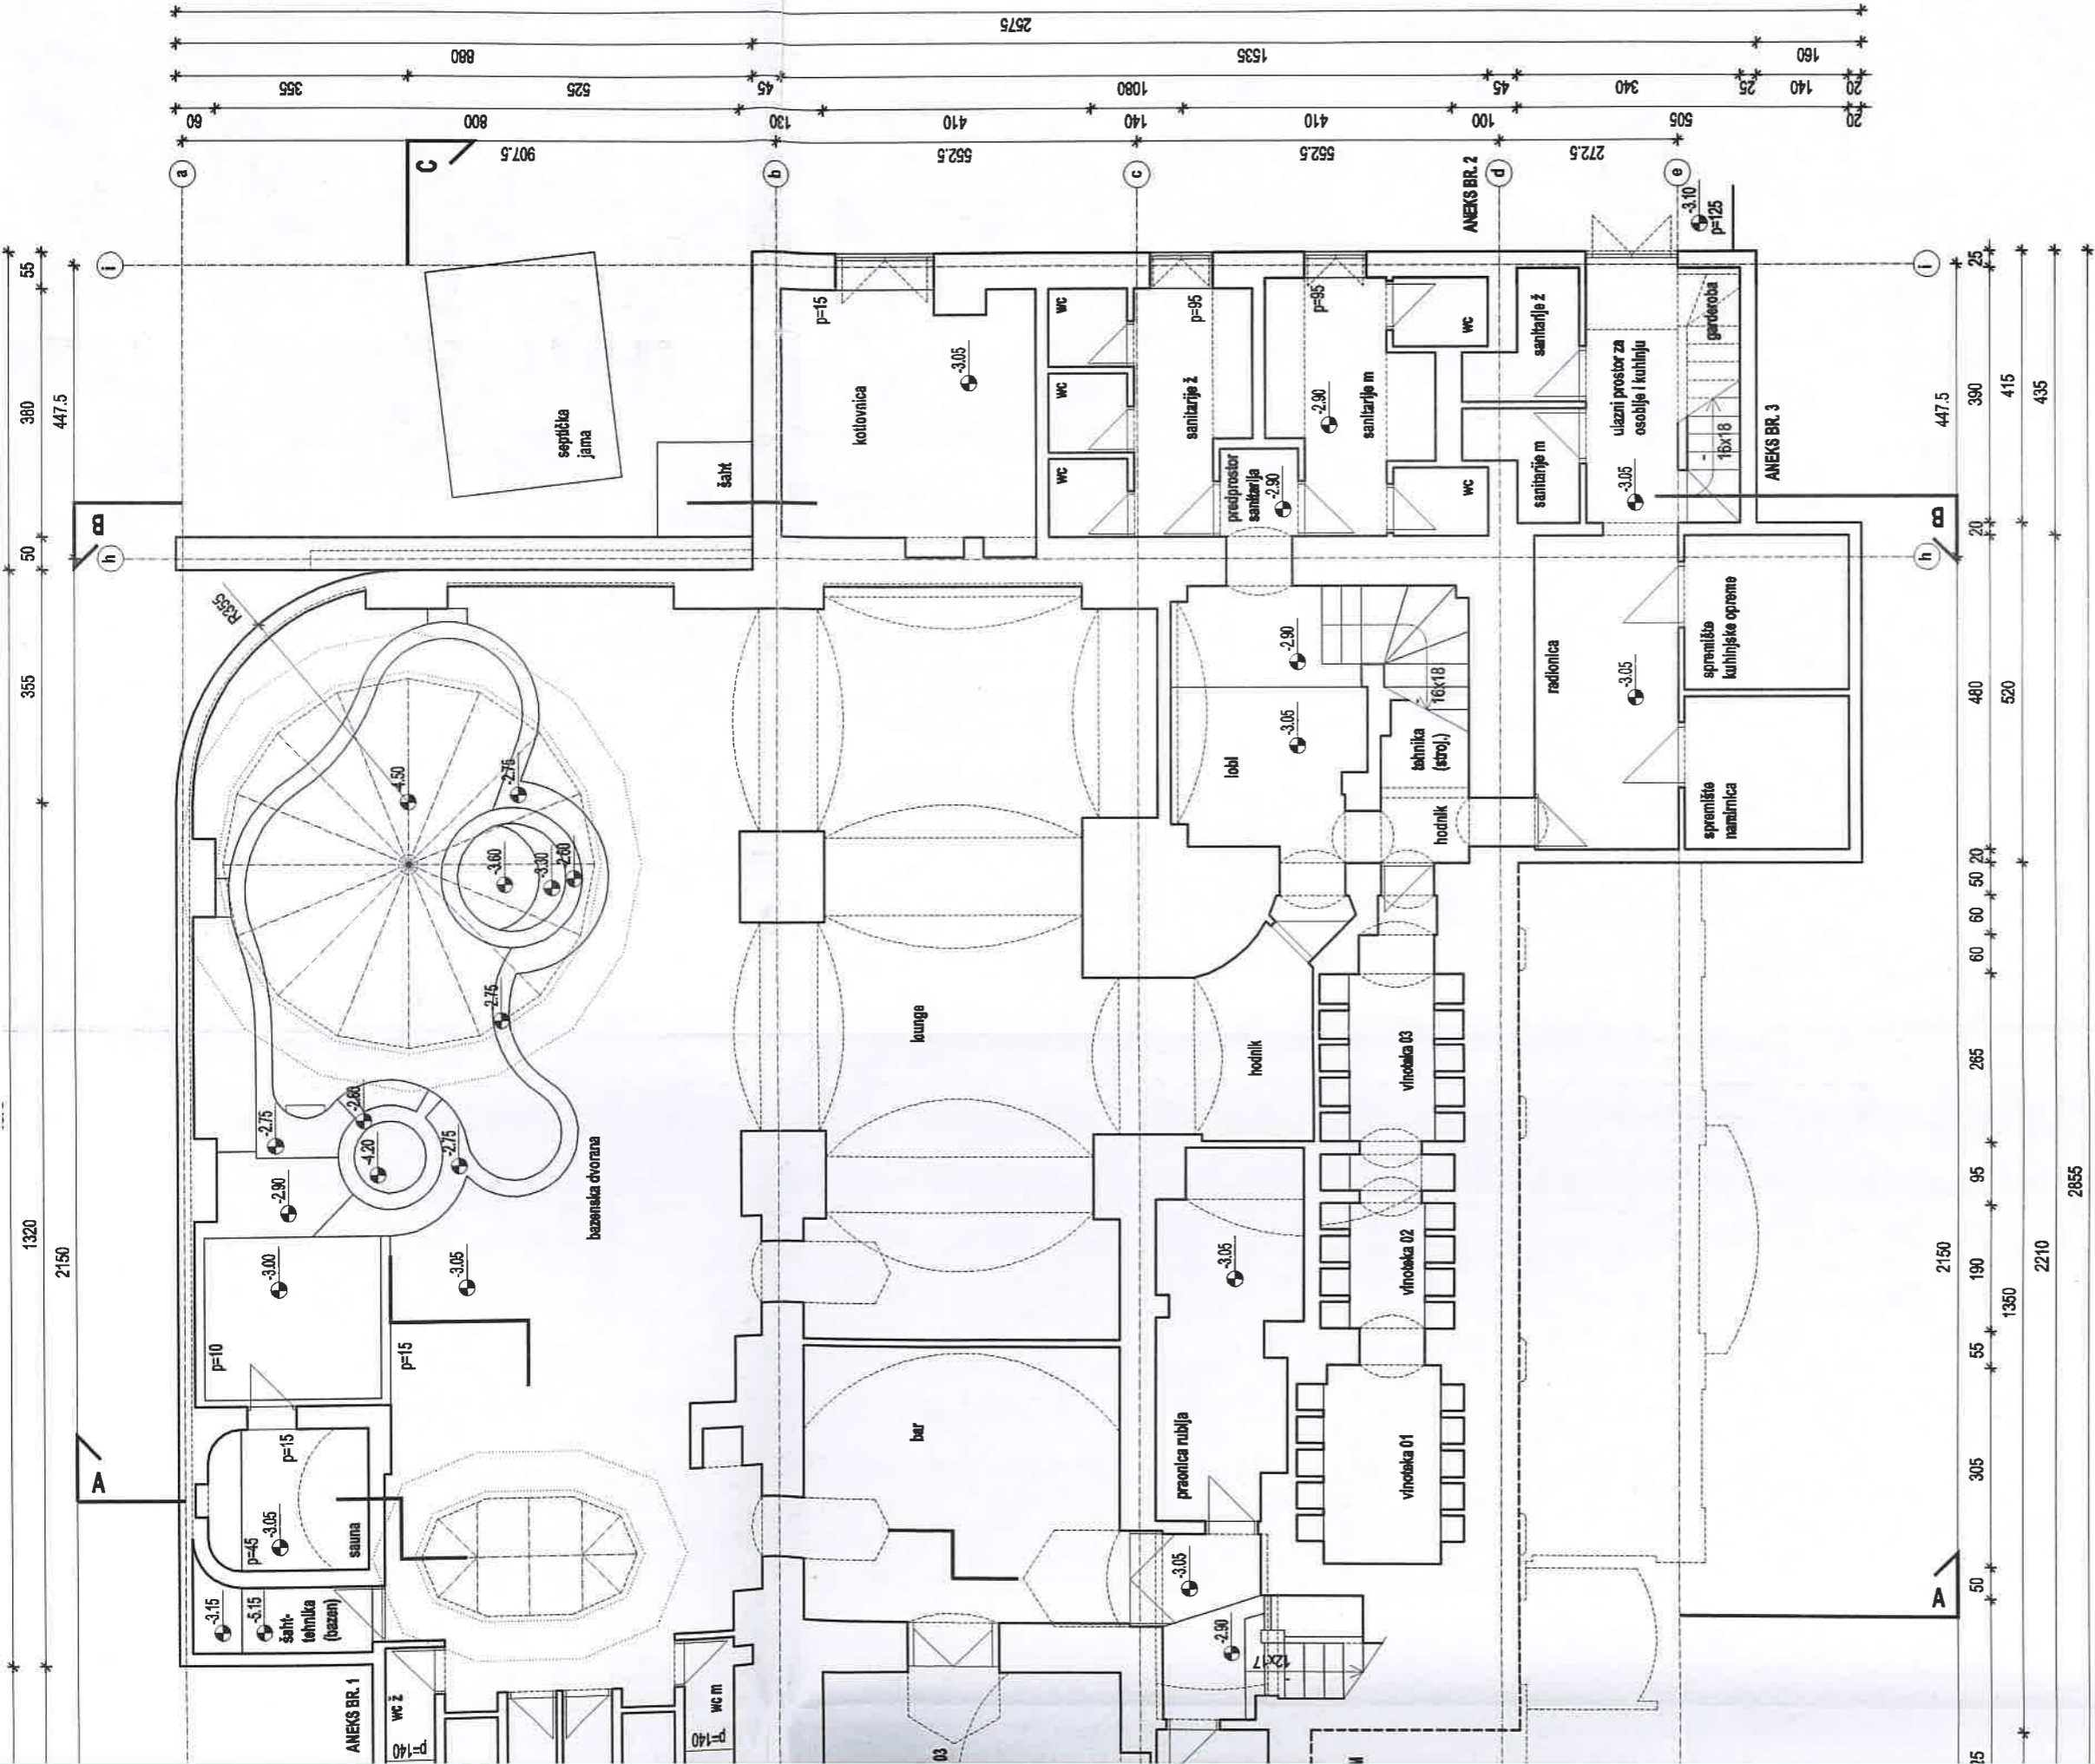 2575
880
1535
160
355
525
45
1080
45
340
25
140
20
60
800
130
410
140
410
100
505
20
907.5
552.5
552.5
272.5
a
b
c
d
e
C
ANEKS BR. 2
-3.10
p=125
i
i
55
380
447.5
50
h
h
B
B
355
1320
2150
25
390
415
435
447.5
20
480
520
20
50
60
60
265
95
190
55
305
50
2150
1350
2210
2855
septička
jama
šaht
p=15
kotlovnica
-3.05
wc
wc
wc
p=95
sanitarije ž
p=95
-2.90
sanitarije m
predprostor
sanitarija
-2.90
wc
wc
sanitarije ž
sanitarije m
ulazni prostor za
osoblje i kuhinju
-3.05
garderoba
16x18
ANEKS BR. 3
R355
-4.50
-2.75
-3.60
-3.30
-2.60
-2.75
-2.75
-2.60
-4.20
-2.75
-2.90
-3.00
-3.05
p=10
p=15
bazenska dvorana
lounge
-2.90
-3.05
lobi
16x18
tehnika
(stroj.)
hodnik
radionica
-3.05
spremište
kuhinjske opreme
spremište
namirnica
hodnik
vinoteka 03
vinoteka 02
vinoteka 01
-3.05
praonica rublja
bar
p=15
-3.05
p=45
sauna
-3.15
-5.15
šaht-
tehnika
(bazen)
A
A
-3.05
-2.90
12x17
ANEKS BR. 1
wc ž
p=140
wc m
p=140
03